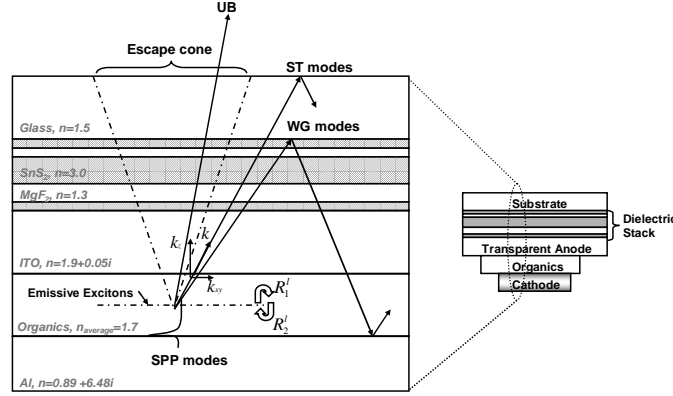 UB
Escape cone
ST modes
WG modes
Glass, n=1.5
SnS2, n=3.0
MgF2, n=1.3
kz
k
kxy
ITO, n=1.9+0.05i
Emissive Excitons
R1^l
R2^l
Organics, naverage=1.7
SPP modes
Al, n=0.89 +6.48i
Substrate
Dielectric
Stack
Transparent Anode
Organics
Cathode